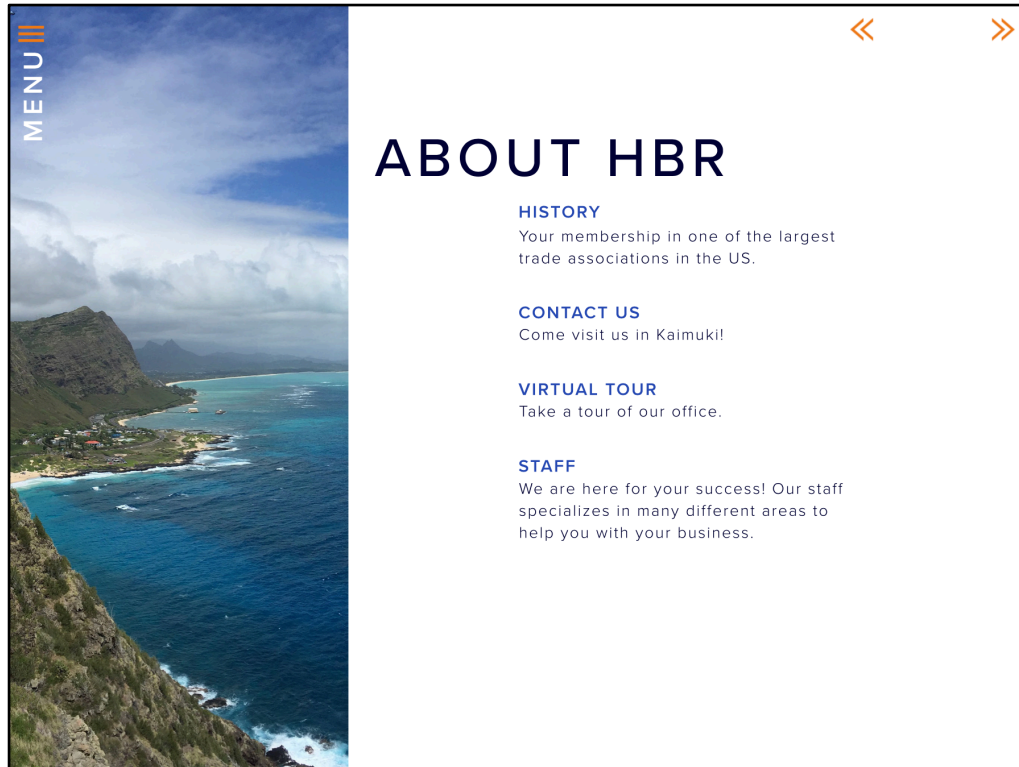 MENU
ABOUT HBR
HISTORY
Your membership in one of the largest
trade associations in the US.
CONTACT US
Come visit us in Kaimuki!
VIRTUAL TOUR
Take a tour of our office.
STAFF
We are here for your success! Our staff
specializes in many different areas to
help you with your business.